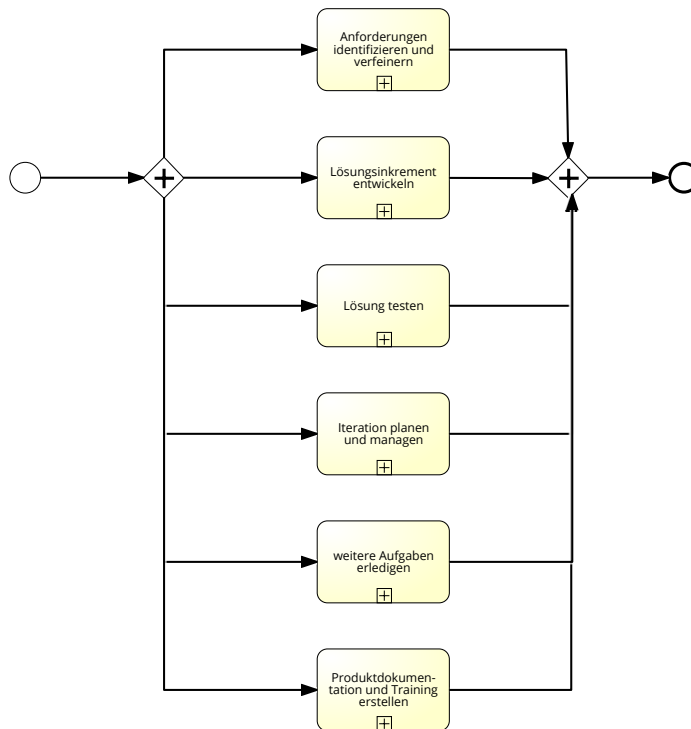 Anforderungen
identifizieren und
verfeinern
Lösungsinkrement
entwickeln
Lösung testen
Iteration planen
und managen
weitere Aufgaben
erledigen
Produktdokumen-
tation und Training
erstellen